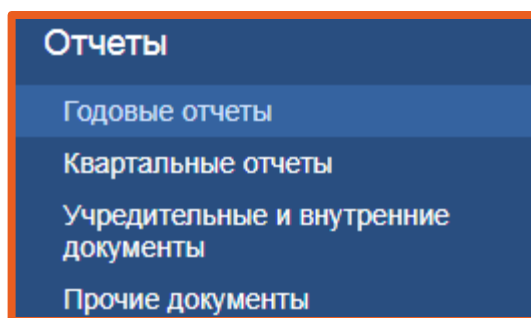 Отчеты
Годовые отчеты
Квартальные отчеты
Учредительные и внутренние
документы
Прочие документы